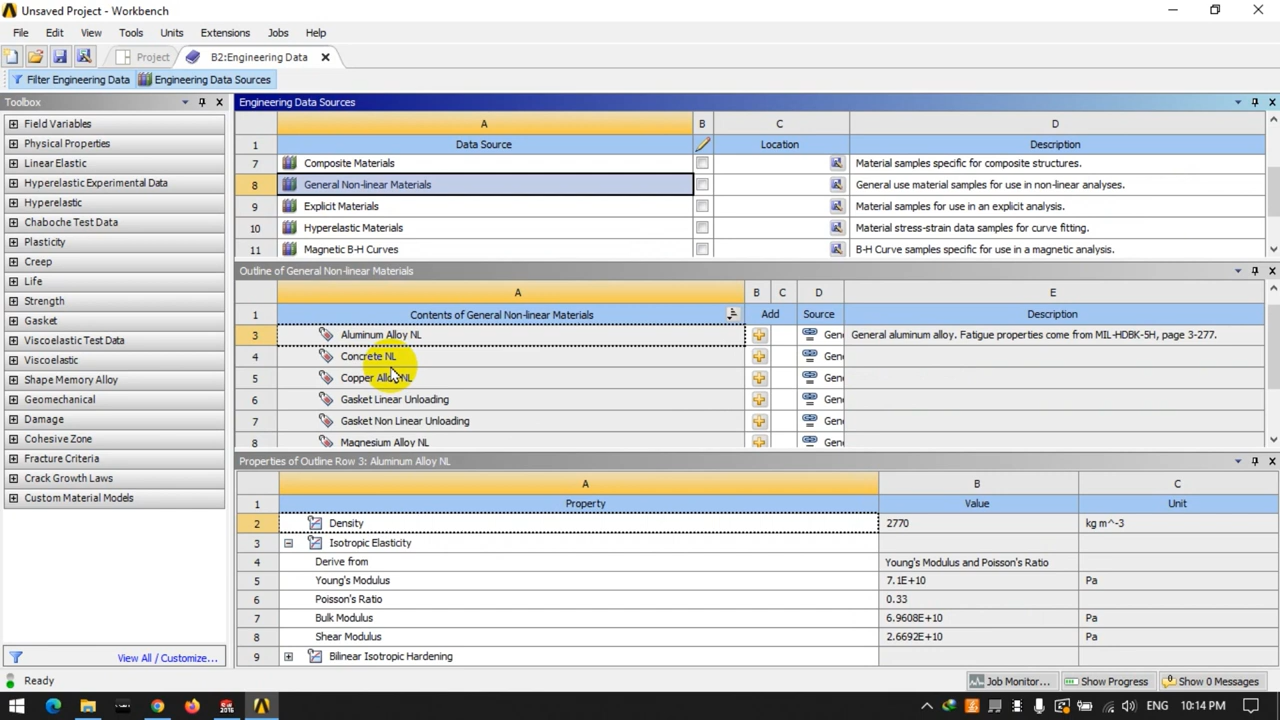 Unsaved Project - Workbench
File Edit View Tools Units Extensions Jobs Help
Project B2:Engineering Data
Filter Engineering Data Engineering Data Sources
Toolbox
Field Variables
Physical Properties
Linear Elastic
Hyperelastic Experimental Data
Hyperelastic
Chaboche Test Data
Plasticity
Creep
Life
Strength
Gasket
Viscoelastic Test Data
Viscoelastic
Shape Memory Alloy
Geomechanical
Damage
Cohesive Zone
Fracture Criteria
Crack Growth Laws
Custom Material Models
View All / Customize...
Engineering Data Sources
A B C D
1 Data Source Location Description
7 Composite Materials Material samples specific for composite structures.
8 General Non-linear Materials General use material samples for use in non-linear analyses.
9 Explicit Materials Material samples for use in an explicit analysis.
10 Hyperelastic Materials Material stress-strain data samples for curve fitting.
11 Magnetic B-H Curves B-H Curve samples specific for use in a magnetic analysis.
Outline of General Non-linear Materials
A B C D E
1 Contents of General Non-linear Materials Add Source Description
3 Aluminum Alloy NL Gene General aluminum alloy. Fatigue properties come from MIL-HDBK-5H, page 3-277.
4 Concrete NL Gene
5 Copper Alloy NL Gene
6 Gasket Linear Unloading Gene
7 Gasket Non Linear Unloading Gene
8 Magnesium Alloy NL Gene
Properties of Outline Row 3: Aluminum Alloy NL
A B C
1 Property Value Unit
2 Density 2770 kg m^-3
3 Isotropic Elasticity
4 Derive from Young's Modulus and Poisson's Ratio
5 Young's Modulus 7.1E+10 Pa
6 Poisson's Ratio 0.33
7 Bulk Modulus 6.9608E+10 Pa
8 Shear Modulus 2.6692E+10 Pa
9 Bilinear Isotropic Hardening
Ready
Job Monitor... Show Progress Show 0 Messages
ENG 10:14 PM